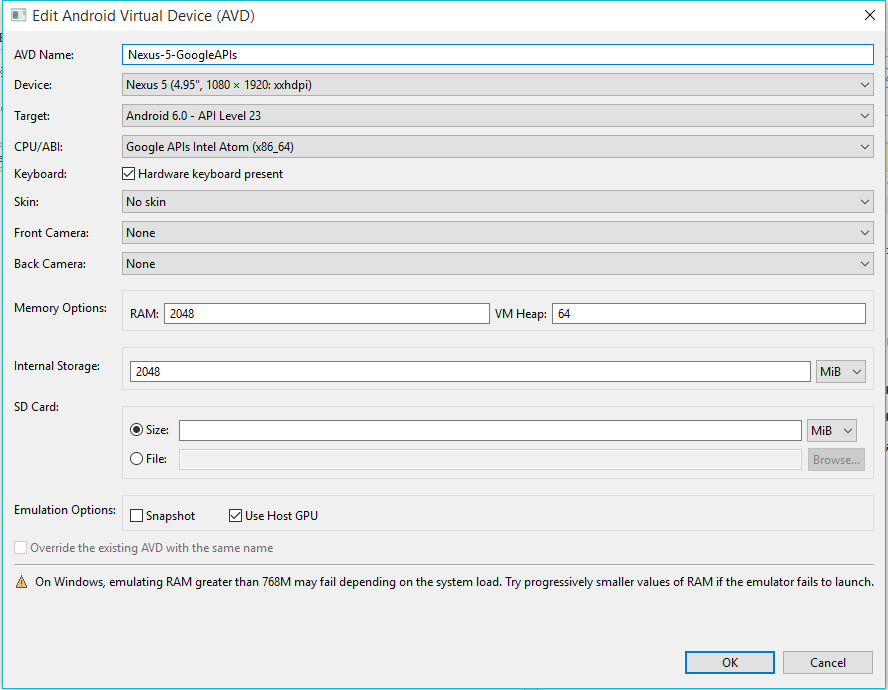 Edit Android Virtual Device (AVD)
AVD Name: Nexus-5-GoogleAPIs
Device: Nexus 5 (4.95", 1080 × 1920: xxhdpi)
Target: Android 6.0 - API Level 23
CPU/ABI: Google APIs Intel Atom (x86_64)
Keyboard: Hardware keyboard present
Skin: No skin
Front Camera: None
Back Camera: None
Memory Options: RAM: 2048 VM Heap: 64
Internal Storage: 2048 MiB
SD Card:
Size: MiB
File: Browse...
Emulation Options: Snapshot Use Host GPU
Override the existing AVD with the same name
On Windows, emulating RAM greater than 768M may fail depending on the system load. Try progressively smaller values of RAM if the emulator fails to launch.
OK Cancel